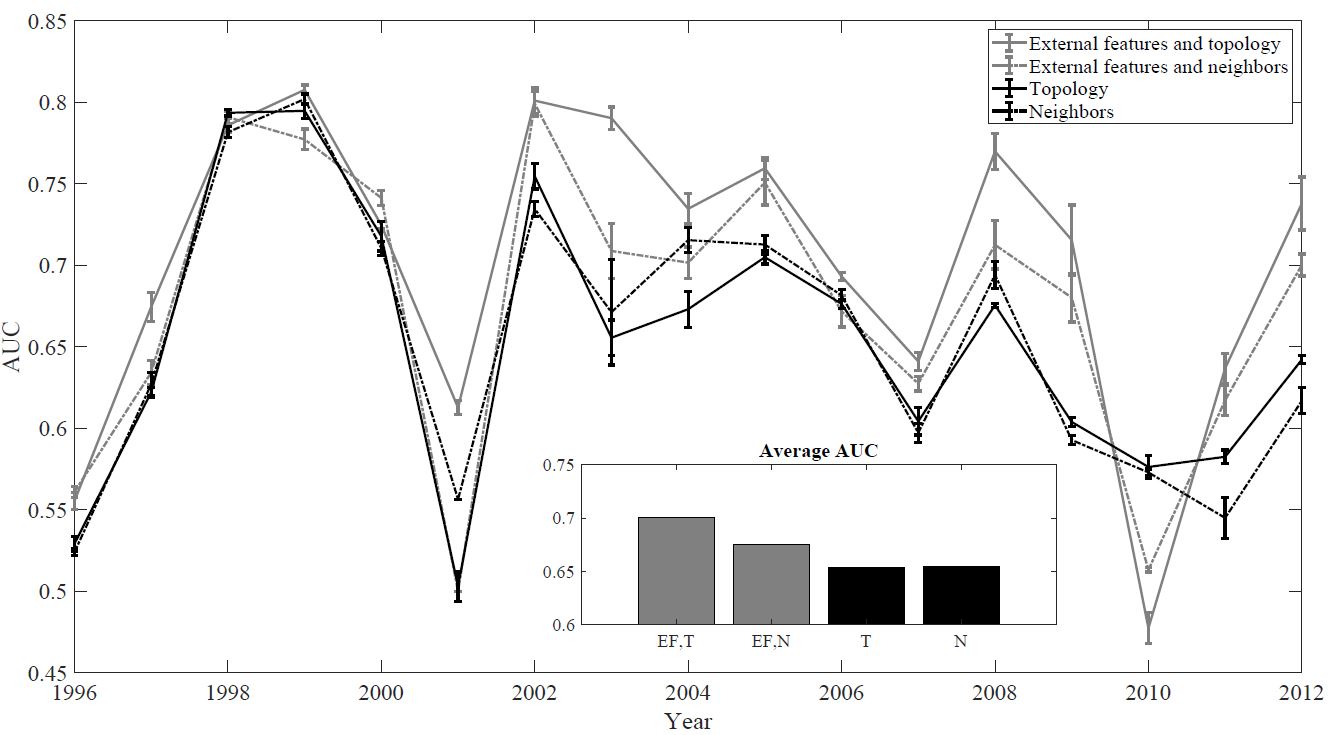 0.85
0.8
0.75
0.7
0.65
0.6
0.55
0.5
0.45
AUC
1996
1998
2000
2002
2004
2006
2008
2010
2012
Year
External features and topology
External features and neighbors
Topology
Neighbors
Average AUC
0.75
0.7
0.65
0.6
EF,T
EF,N
T
N